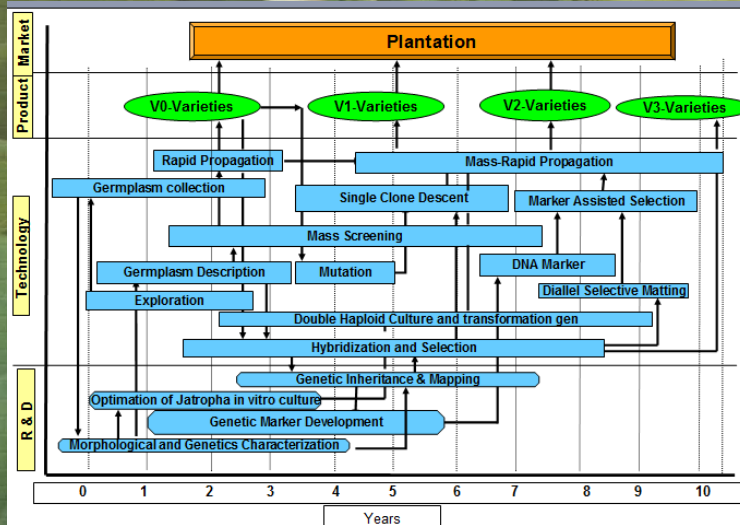 Market
Plantation
Product
V0-Varieties
V1-Varieties
V2-Varieties
V3-Varieties
Technology
Rapid Propagation
Mass-Rapid Propagation
Germplasm collection
Single Clone Descent
Marker Assisted Selection
Mass Screening
Germplasm Description
Mutation
DNA Marker
Exploration
Diallel Selective Matting
Double Haploid Culture and transformation gen
Hybridization and Selection
R & D
Genetic Inheritance & Mapping
Optimation of Jatropha in vitro culture
Genetic Marker Development
Morphological and Genetics Characterization
0 1 2 3 4 5 6 7 8 9 10
Years